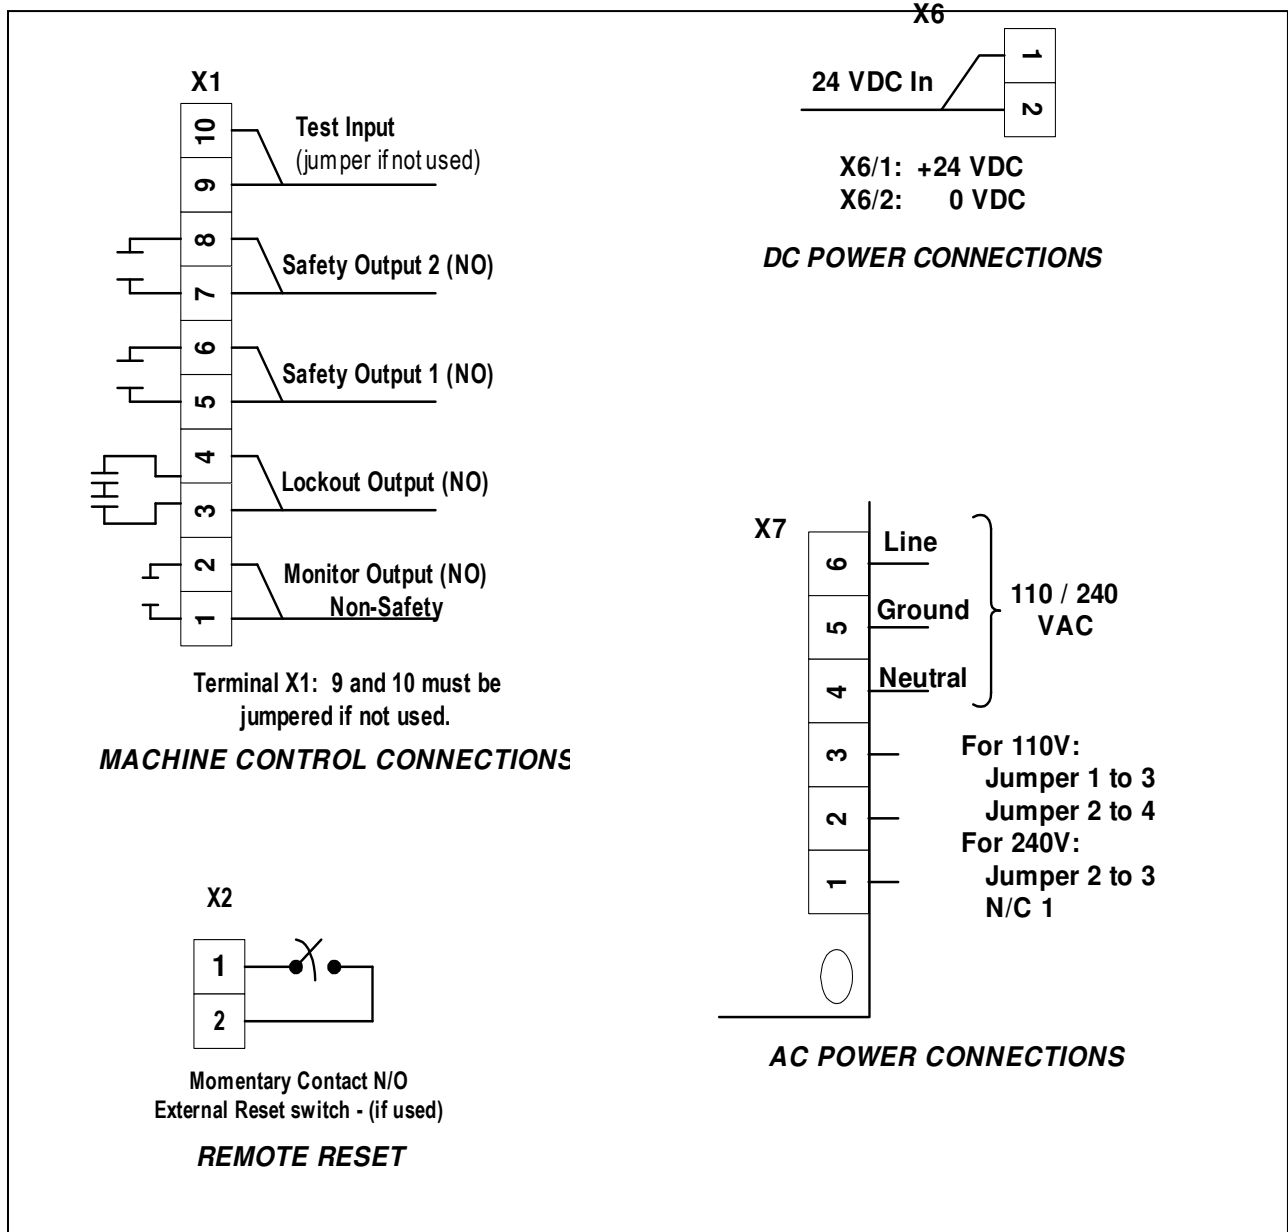 X1
10
Test Input
(jumper if not used)
9
8
Safety Output 2 (NO)
7
6
Safety Output 1 (NO)
5
4
Lockout Output (NO)
3
2
Monitor Output (NO)
Non-Safety
1
Terminal X1: 9 and 10 must be
jumpered if not used.
MACHINE CONTROL CONNECTIONS
X6
1
24 VDC In
2
X6/1: +24 VDC
X6/2: 0 VDC
DC POWER CONNECTIONS
X7
Line
6
110 / 240
VAC
Ground
5
Neutral
4
3
2
1
For 110V:
Jumper 1 to 3
Jumper 2 to 4
For 240V:
Jumper 2 to 3
N/C 1
AC POWER CONNECTIONS
X2
1
2
Momentary Contact N/O
External Reset switch - (if used)
REMOTE RESET